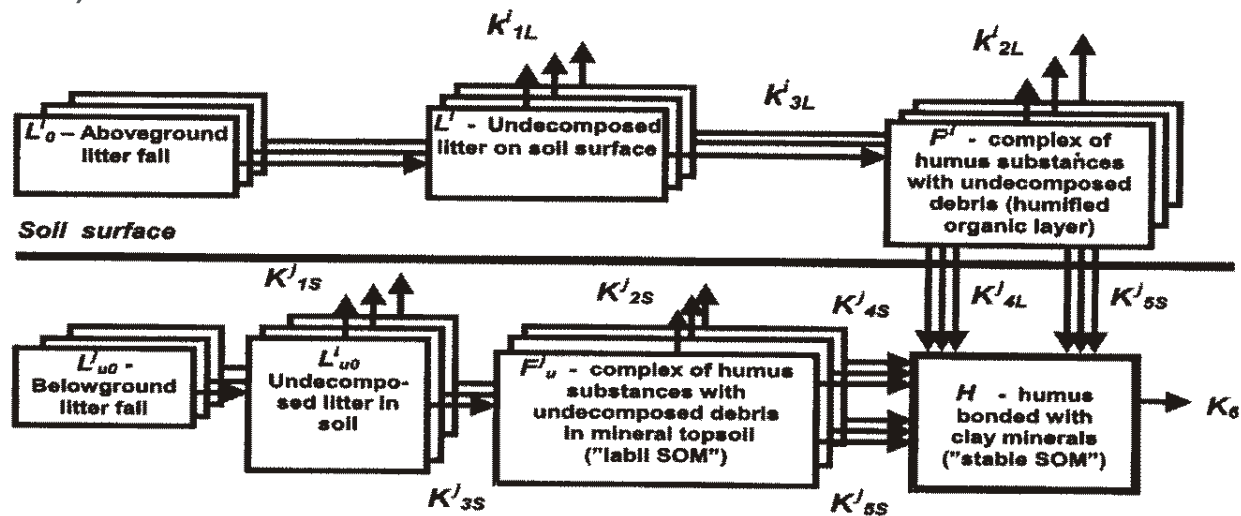 K^i_1L
K^i_2L
K^i_3L
L^i_0 – Aboveground
litter fall
L^i - Undecomposed
litter on soil surface
F^j - complex of
humus substances
with undecomposed
debris (humified
organic layer)
Soil surface
K^j_1S
K^j_2S
K^j_4S
K^j_4L
K^j_5S
L^j_u0 -
Belowground
litter fall
L^i_u0
Undecompo-
sed litter in
soil
F^j_u - complex of humus
substances with
undecomposed debris
in mineral topsoil
("labil SOM")
H - humus
bonded with
clay minerals
("stable SOM")
K_6
K^j_3S
K^j_5S